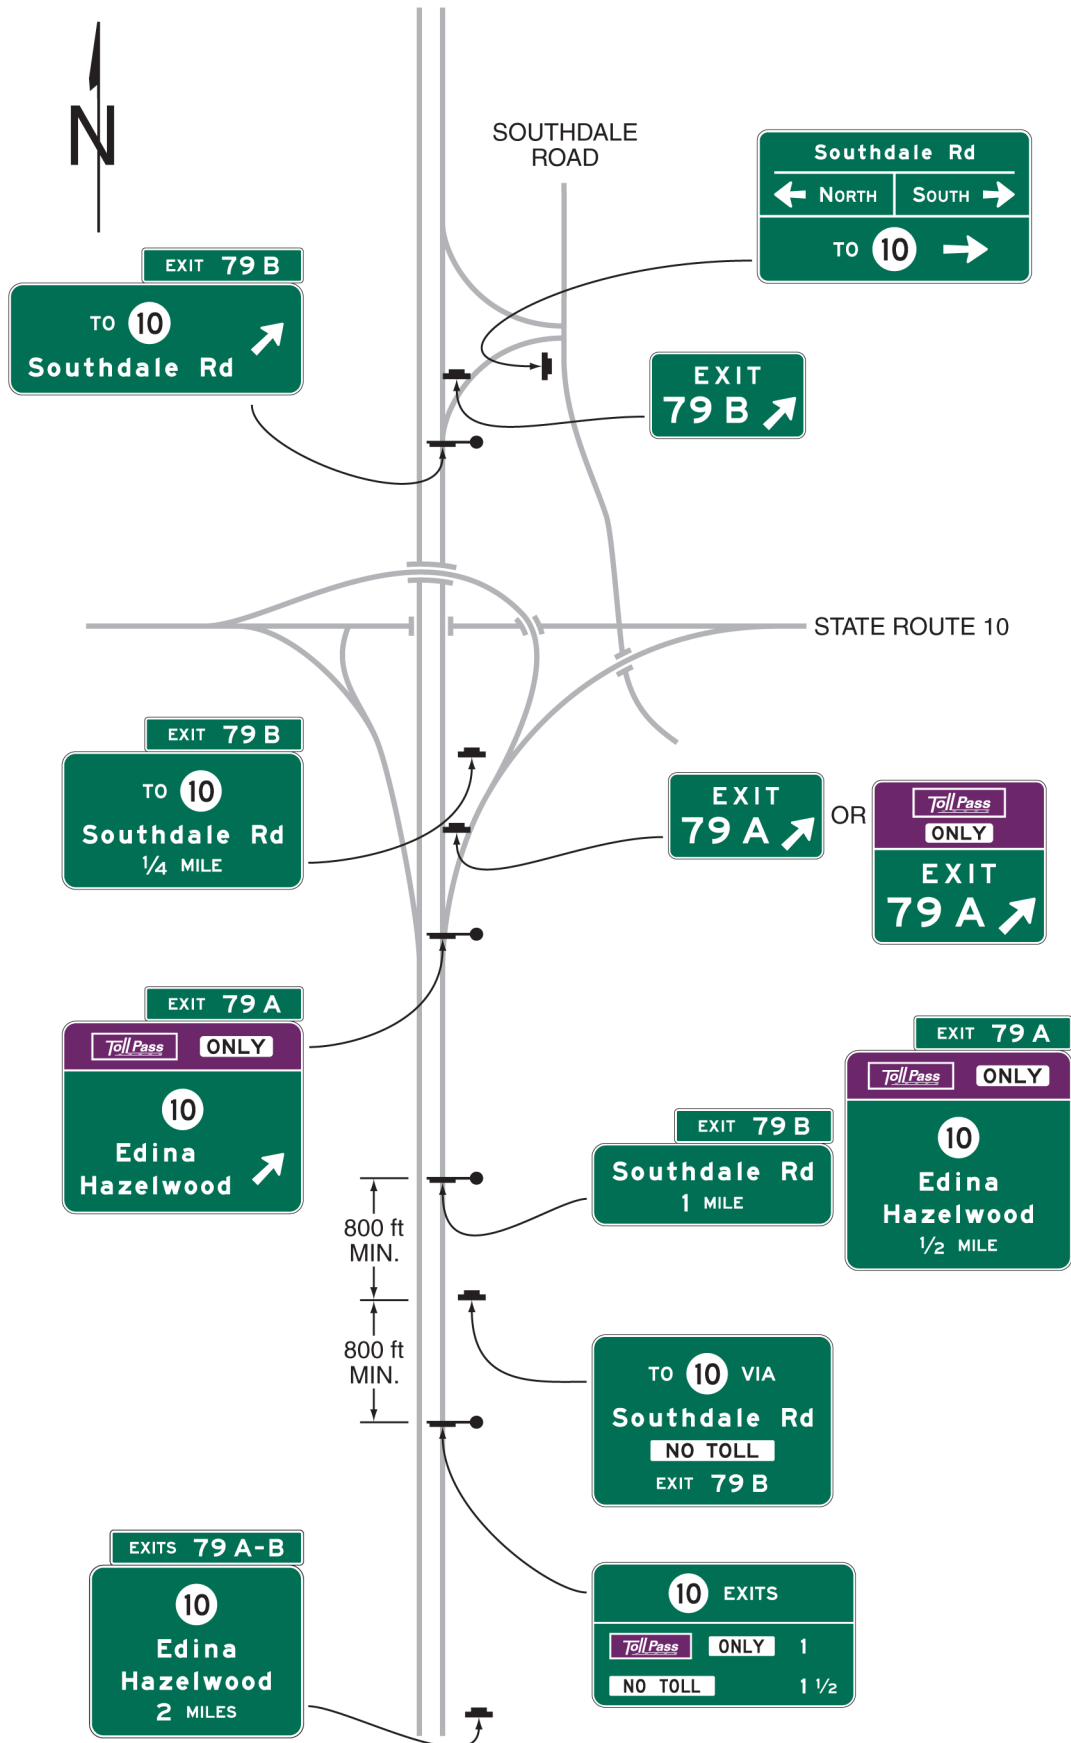 N
SOUTHDALE
ROAD
Southdale Rd
NORTH SOUTH
TO 10
EXIT 79 B
TO 10
Southdale Rd
EXIT
79 B
STATE ROUTE 10
EXIT 79 B
TO 10
Southdale Rd
1/4 MILE
EXIT
79 A
OR
Toll Pass
ONLY
EXIT
79 A
EXIT 79 A
Toll Pass ONLY
10
Edina
Hazelwood
EXIT 79 A
Toll Pass ONLY
10
Edina
Hazelwood
1/2 MILE
EXIT 79 B
Southdale Rd
1 MILE
800 ft
MIN.
800 ft
MIN.
TO 10 VIA
Southdale Rd
NO TOLL
EXIT 79 B
EXITS 79 A-B
10
Edina
Hazelwood
2 MILES
10 EXITS
Toll Pass ONLY 1
NO TOLL 1 1/2